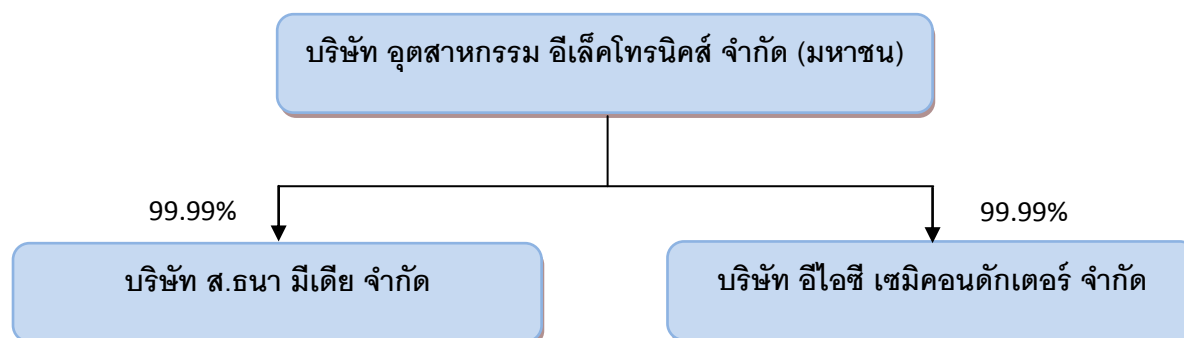 บริษัท อุตสาหกรรม อีเล็คโทรนิคส์ จำกัด (มหาชน)
99.99%
99.99%
บริษัท ส.ธนา มีเดีย จำกัด
บริษัท อีไอซี เซมิคอนดักเตอร์ จำกัด